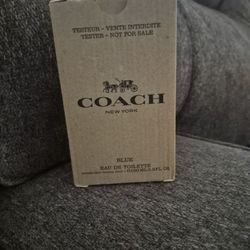 TESTEUR - VENTE INTERDITE
TESTER - NOT FOR SALE
COACH
NEW YORK
BLUE
EAU DE TOILETTE